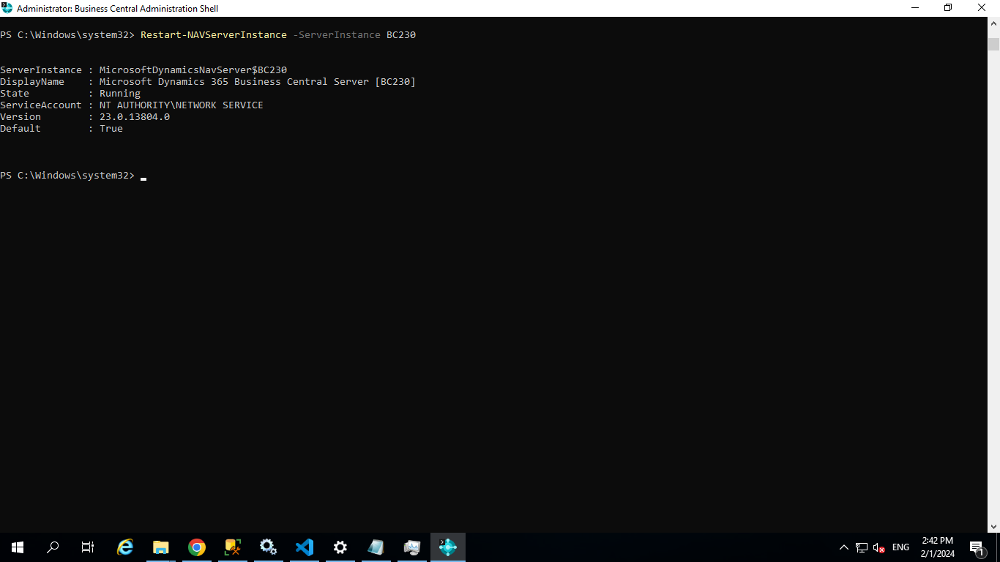 Administrator: Business Central Administration Shell
PS C:\Windows\system32> Restart-NAVServerInstance -ServerInstance BC230
ServerInstance : MicrosoftDynamicsNavServer$BC230
DisplayName    : Microsoft Dynamics 365 Business Central Server [BC230]
State          : Running
ServiceAccount : NT AUTHORITY\NETWORK SERVICE
Version        : 23.0.13804.0
Default        : True
PS C:\Windows\system32>
ENG
2:42 PM
2/1/2024
1